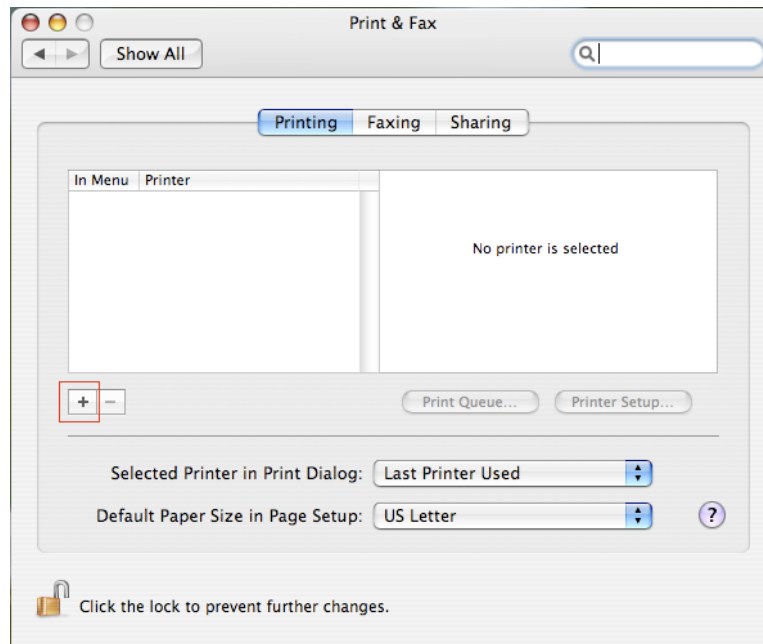 Print & Fax
Show All
Printing Faxing Sharing
In Menu Printer
No printer is selected
+ −
Print Queue... Printer Setup...
Selected Printer in Print Dialog: Last Printer Used
Default Paper Size in Page Setup: US Letter ?
Click the lock to prevent further changes.